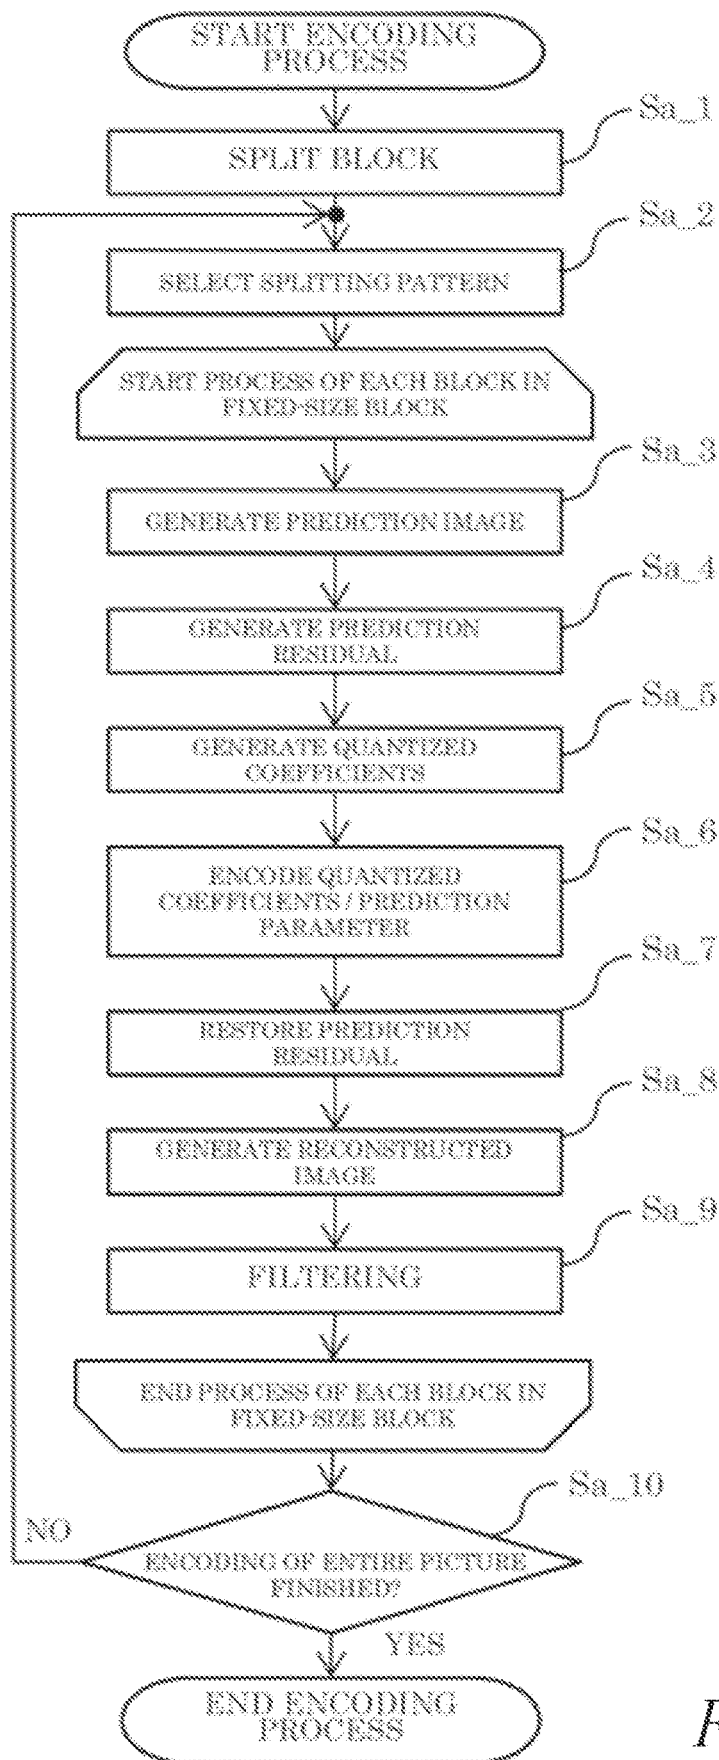 START ENCODING
PROCESS
Sa_1
SPLIT BLOCK
Sa_2
SELECT SPLITTING PATTERN
START PROCESS OF EACH BLOCK IN
FIXED-SIZE BLOCK
Sa_3
GENERATE PREDICTION IMAGE
Sa_4
GENERATE PREDICTION
RESIDUAL
Sa_5
GENERATE QUANTIZED
COEFFICIENTS
Sa_6
ENCODE QUANTIZED
COEFFICIENTS / PREDICTION
PARAMETER
Sa_7
RESTORE PREDICTION
RESIDUAL
Sa_8
GENERATE RECONSTRUCTED
IMAGE
Sa_9
FILTERING
END PROCESS OF EACH BLOCK IN
FIXED-SIZE BLOCK
Sa_10
NO
ENCODING OF ENTIRE PICTURE
FINISHED?
YES
END ENCODING
PROCESS